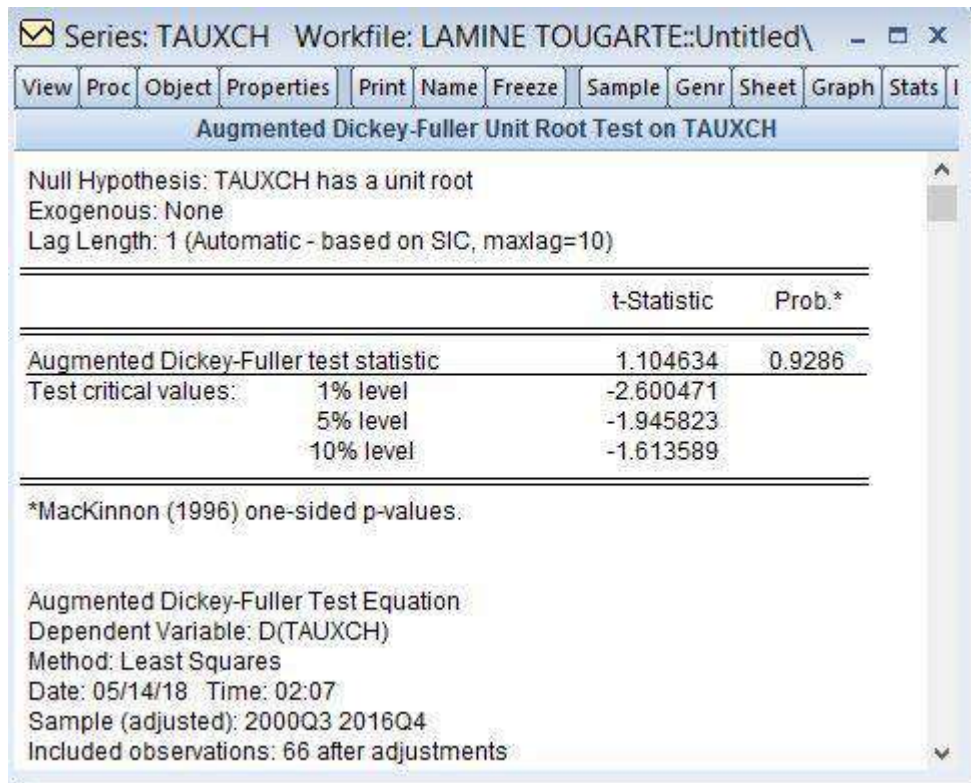 Series: TAUXCH Workfile: LAMINE TOUGARTE::Untitled\
View Proc Object Properties Print Name Freeze Sample Genr Sheet Graph Stats
Augmented Dickey-Fuller Unit Root Test on TAUXCH
Null Hypothesis: TAUXCH has a unit root
Exogenous: None
Lag Length: 1 (Automatic - based on SIC, maxlag=10)
t-Statistic Prob.*
Augmented Dickey-Fuller test statistic 1.104634 0.9286
Test critical values: 1% level -2.600471
5% level -1.945823
10% level -1.613589
*MacKinnon (1996) one-sided p-values.
Augmented Dickey-Fuller Test Equation
Dependent Variable: D(TAUXCH)
Method: Least Squares
Date: 05/14/18 Time: 02:07
Sample (adjusted): 2000Q3 2016Q4
Included observations: 66 after adjustments